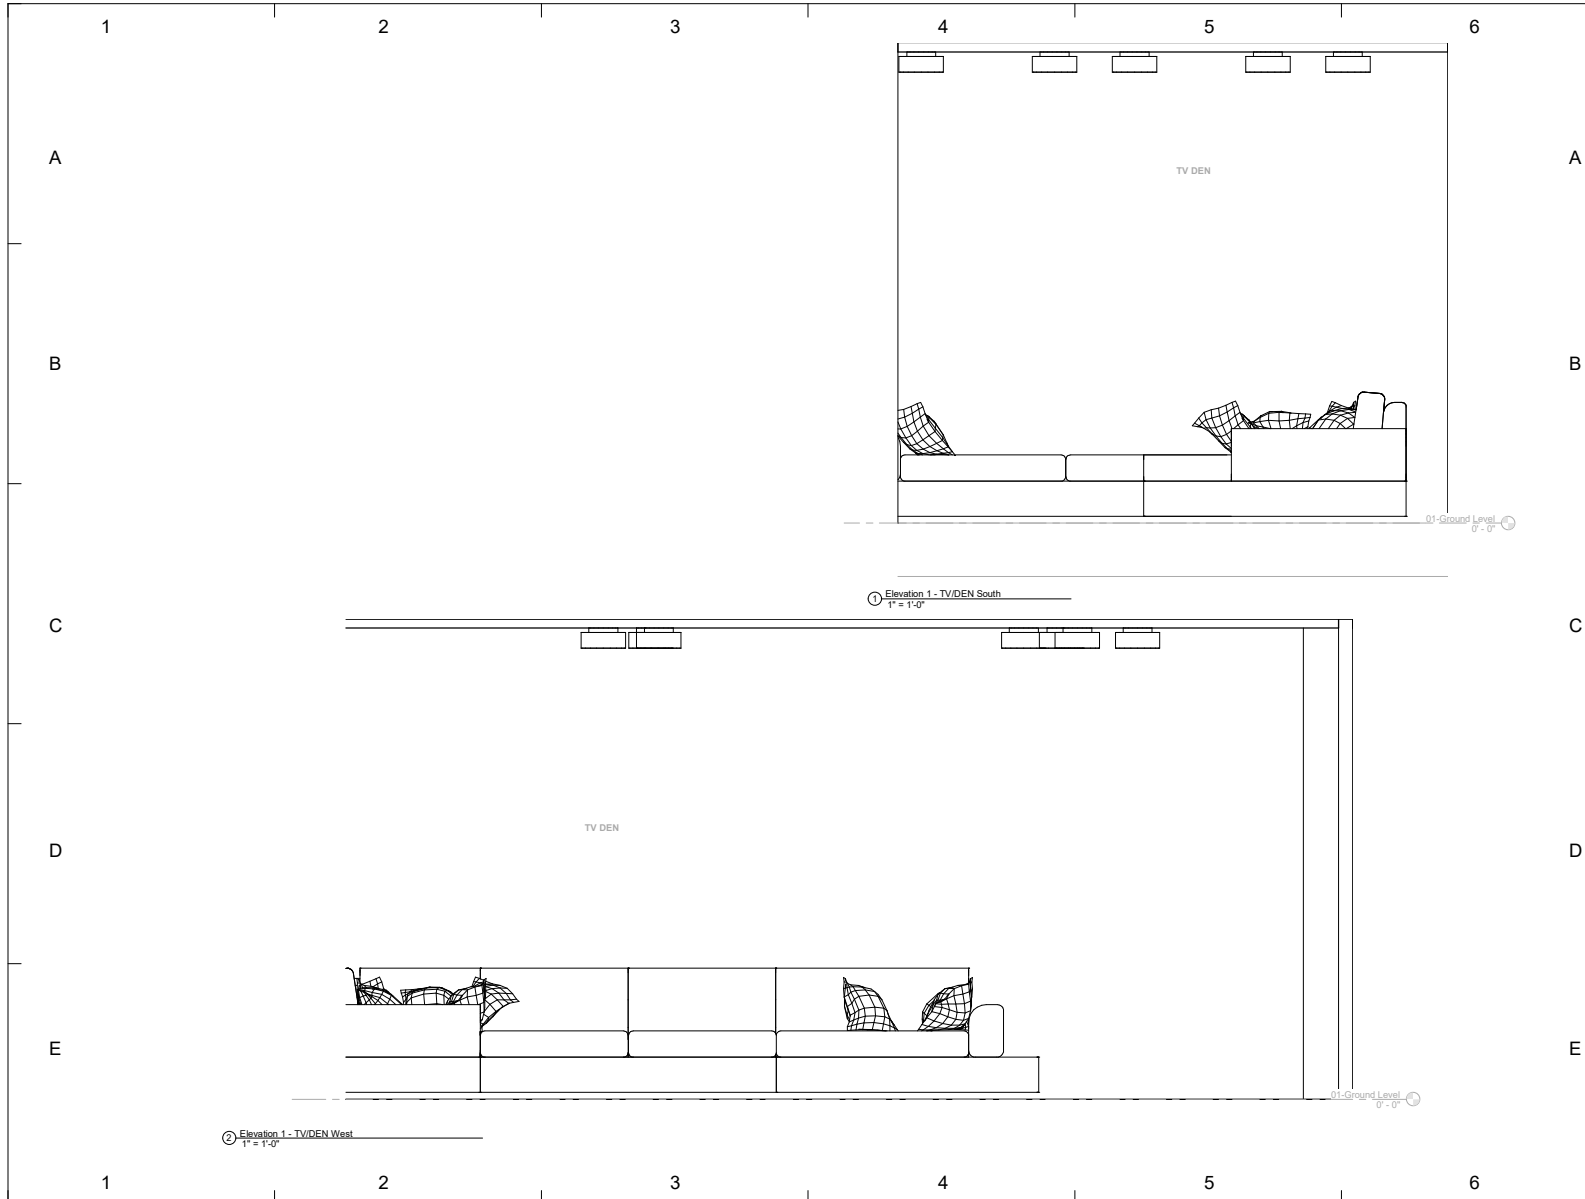 1 2 3 4 5 6
A A
TV DEN
B B
01-Ground Level
0' - 0"
1 Elevation 1 - TV/DEN South
1" = 1'-0"
C C
TV DEN
D D
E E
01-Ground Level
0' - 0"
2 Elevation 1 - TV/DEN West
1" = 1'-0"
1 2 3 4 5 6